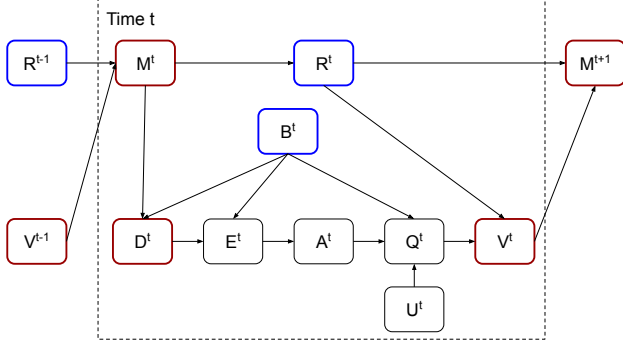 Time t
R^t-1
M^t
R^t
M^t+1
B^t
V^t-1
D^t
E^t
A^t
Q^t
V^t
U^t